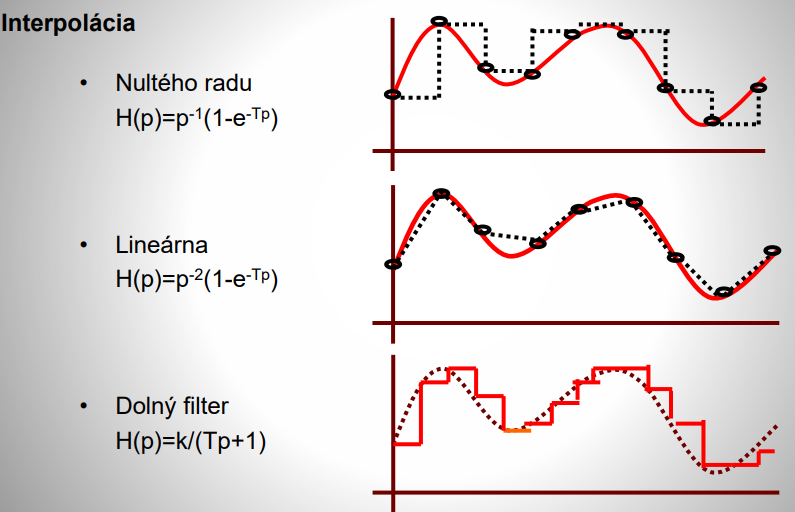 Interpolácia
• Nultého radu
H(p)=p⁻¹(1-e⁻ᵀᵖ)
• Lineárna
H(p)=p⁻²(1-e⁻ᵀᵖ)
• Dolný filter
H(p)=k/(Tp+1)